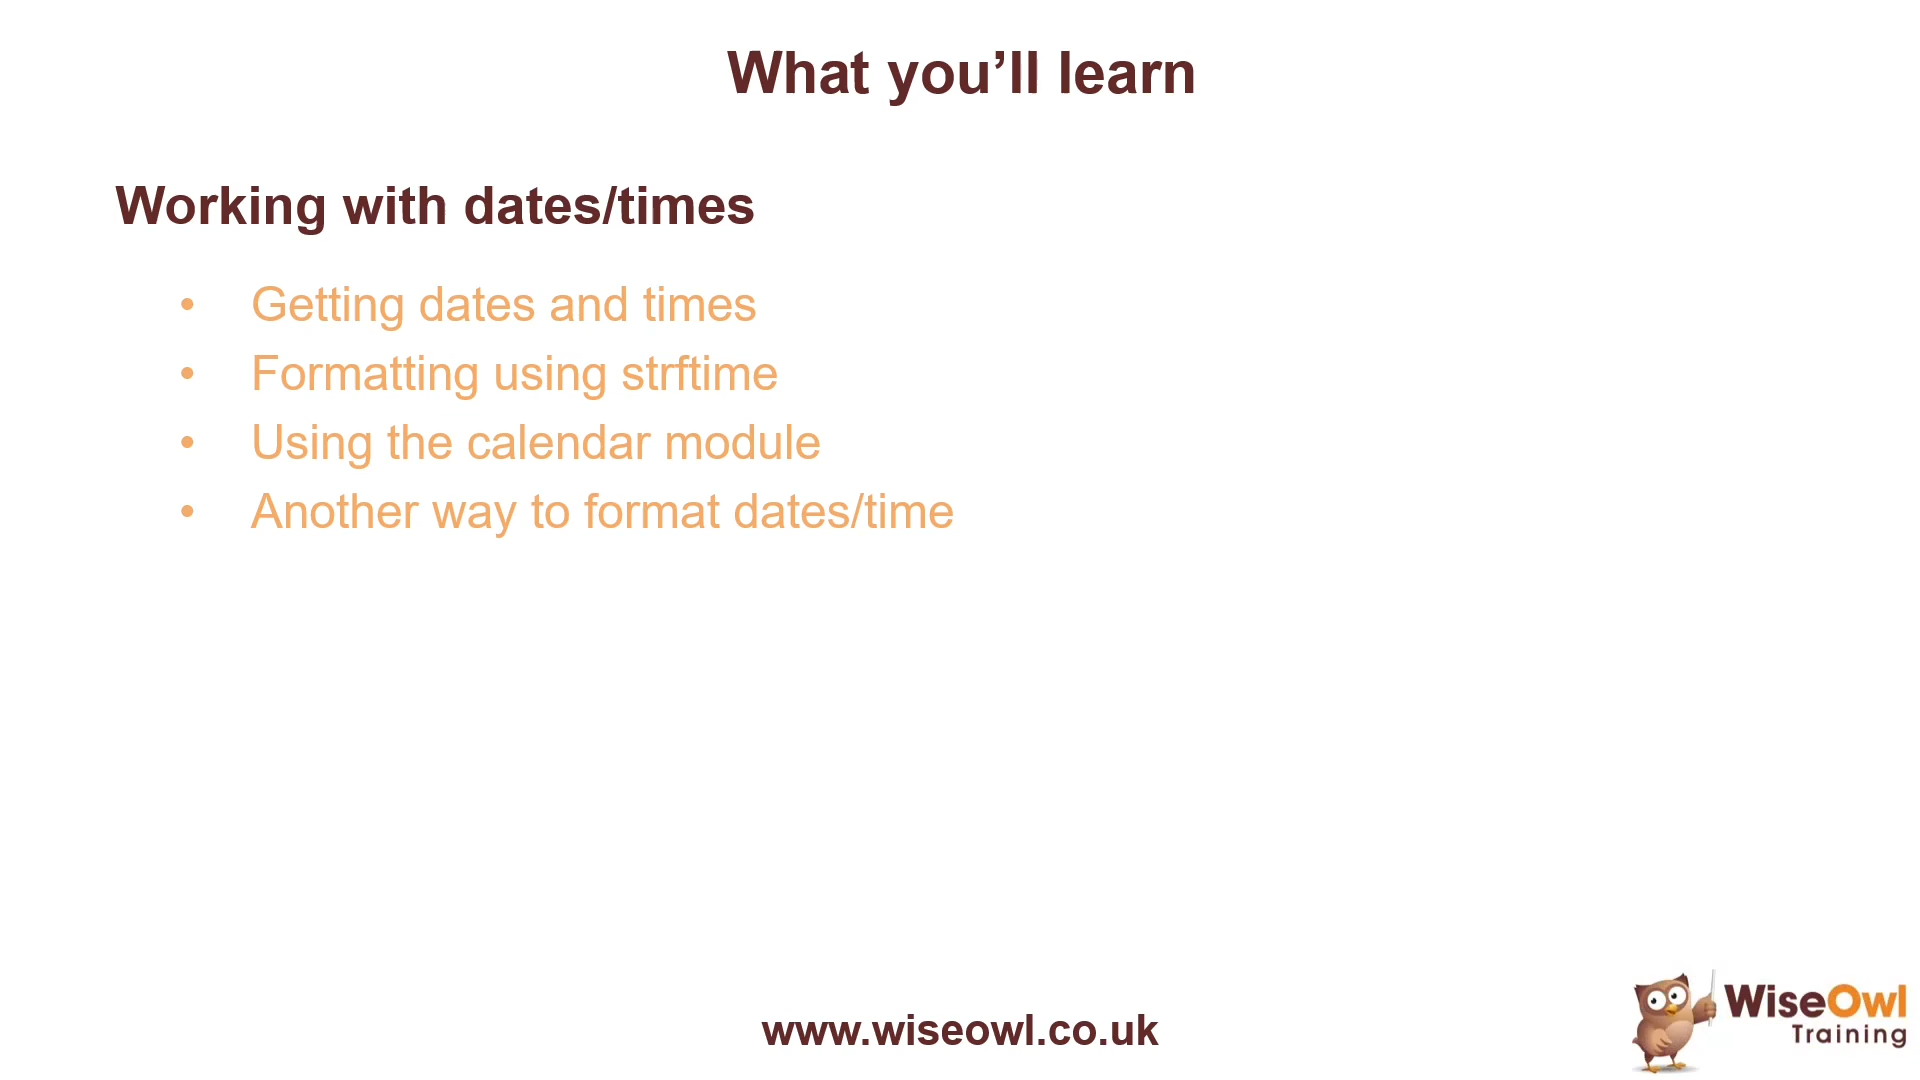 What you’ll learn
Working with dates/times
• Getting dates and times
• Formatting using strftime
• Using the calendar module
• Another way to format dates/time
www.wiseowl.co.uk
WiseOwl
Training